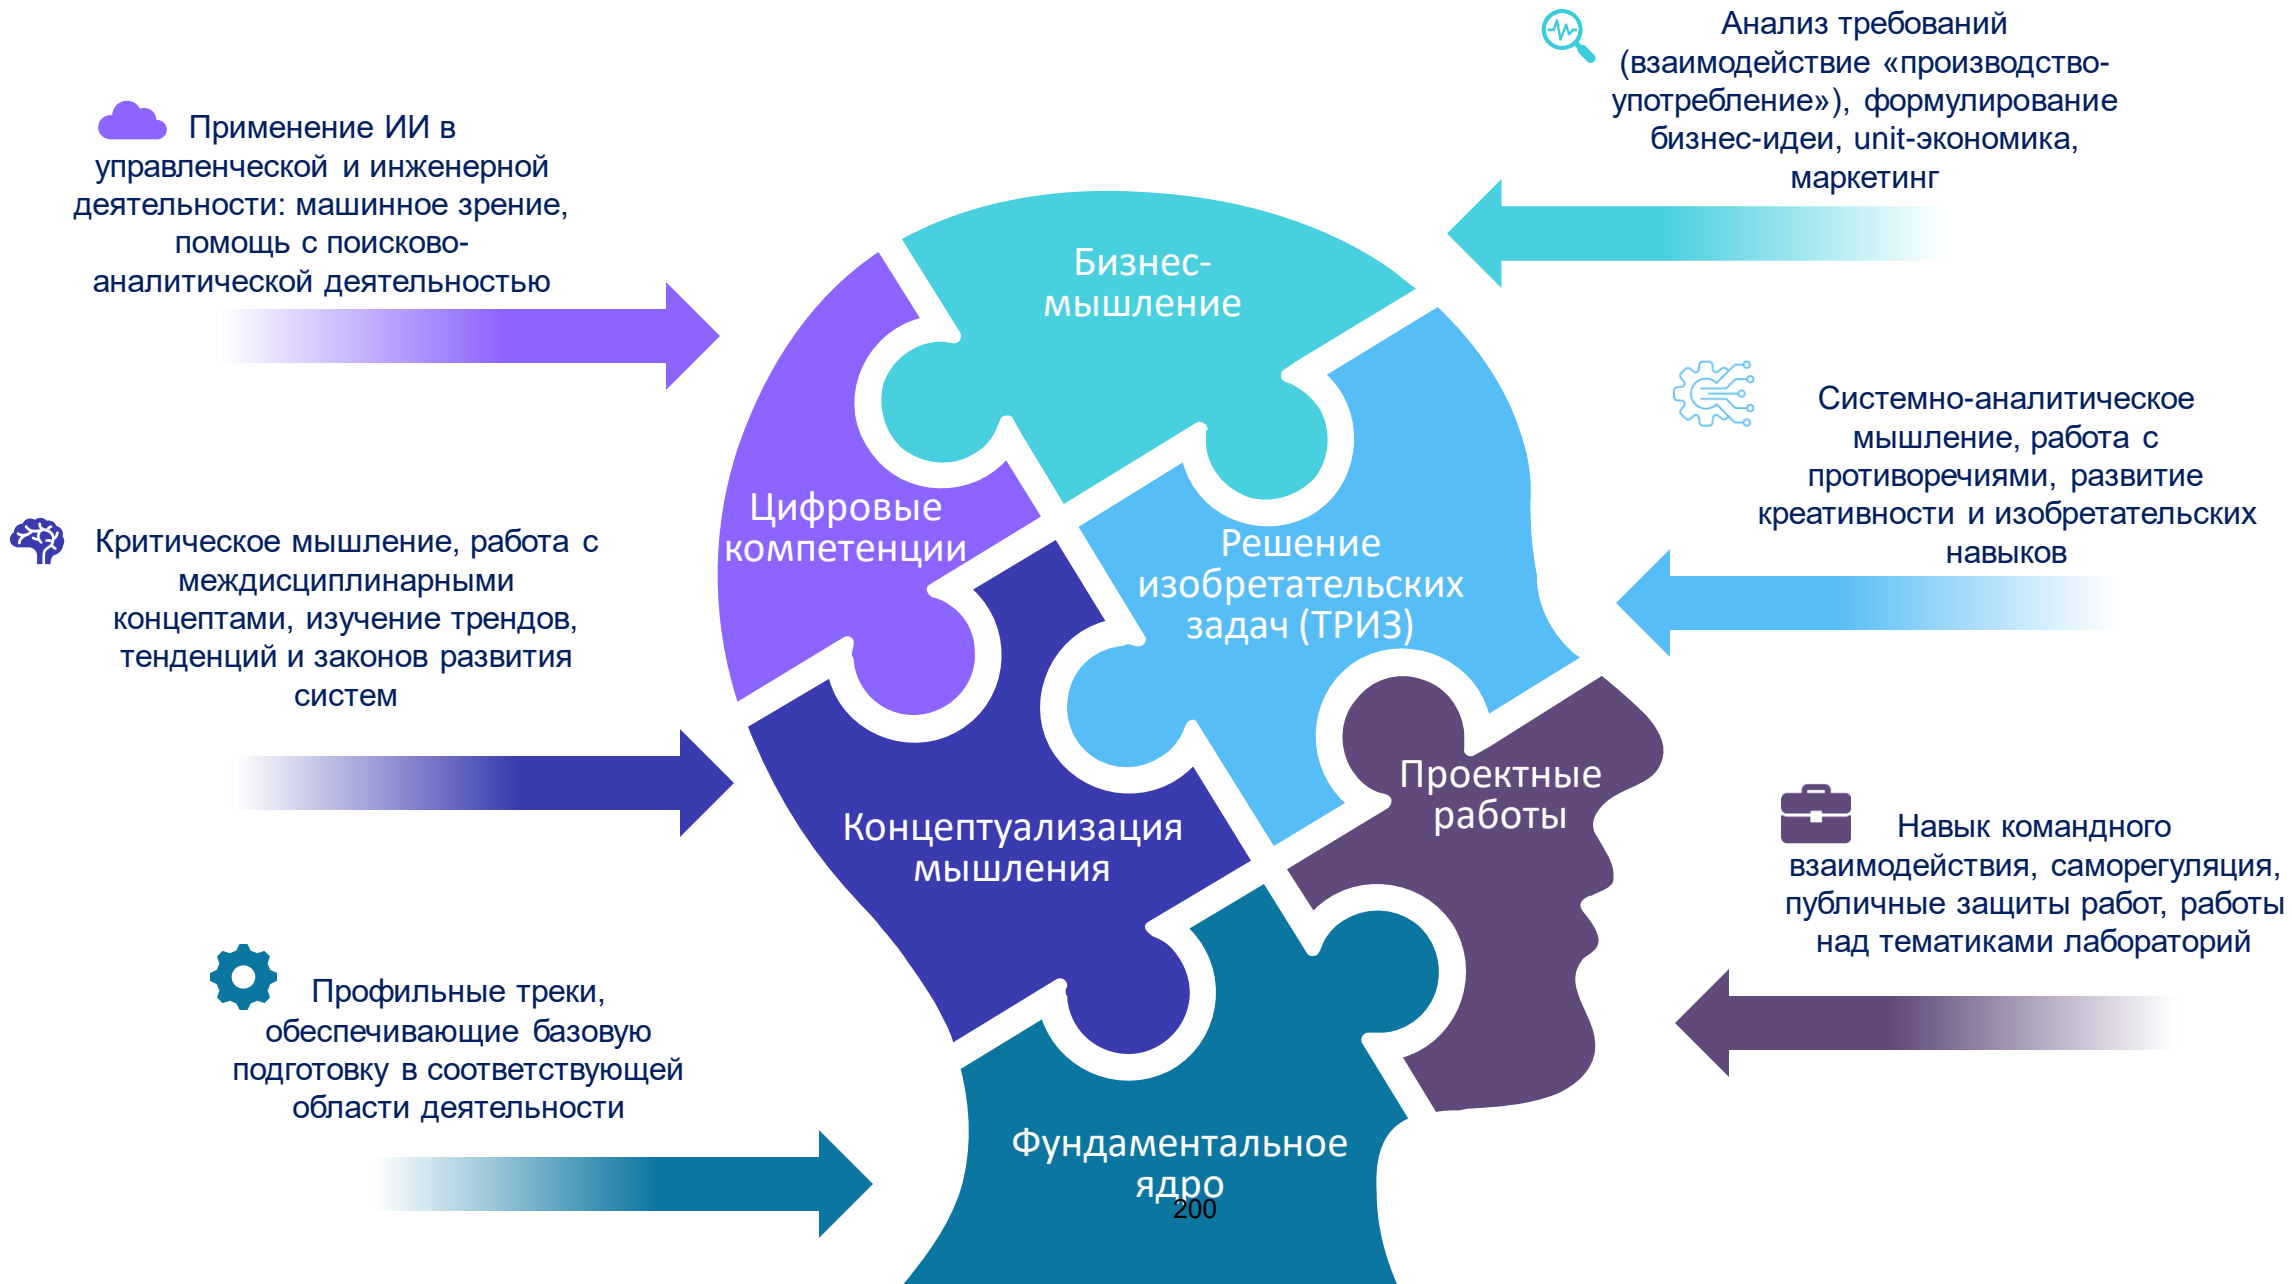 Применение ИИ в
управленческой и инженерной
деятельности: машинное зрение,
помощь с поисково-
аналитической деятельностью
Критическое мышление, работа с
междисциплинарными
концептами, изучение трендов,
тенденций и законов развития
систем
Профильные треки,
обеспечивающие базовую
подготовку в соответствующей
области деятельности
Бизнес-
мышление
Цифровые
компетенции
Решение
изобретательских
задач (ТРИЗ)
Концептуализация
мышления
Проектные
работы
Фундаментальное
ядро
200
Анализ требований
(взаимодействие «производство-
употребление»), формулирование
бизнес-идеи, unit-экономика,
маркетинг
Системно-аналитическое
мышление, работа с
противоречиями, развитие
креативности и изобретательских
навыков
Навык командного
взаимодействия, саморегуляция,
публичные защиты работ, работы
над тематиками лабораторий